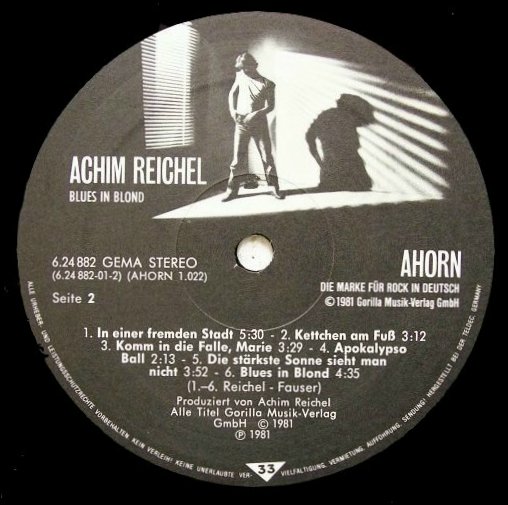 ACHIM REICHEL
BLUES IN BLOND
6.24 882 GEMA STEREO
(6.24 882-01-2) (AHORN 1.022)
Seite 2
AHORN
DIE MARKE FÜR ROCK IN DEUTSCH
© 1981 Gorilla Musik-Verlag GmbH
1. In einer fremden Stadt 5:30 - 2. Kettchen am Fuß 3:12
3. Komm in die Falle, Marie 3:29 - 4. Apokalypso
Ball 2:13 - 5. Die stärkste Sonne sieht man
nicht 3:52 - 6. Blues in Blond 4:35
(1.–6. Reichel - Fauser)
Produziert von Achim Reichel
Alle Titel Gorilla Musik-Verlag
GmbH © 1981
℗ 1981
ALLE URHEBER- UND LEISTUNGSSCHUTZRECHTE VORBEHALTEN. KEIN VERLEIH! KEINE UNERLAUBTE VER- VIELFÄLTIGUNG, VERMIETUNG, AUFFÜHRUNG, SENDUNG! HERGESTELLT BEI DER TELDEC, GERMANY
33